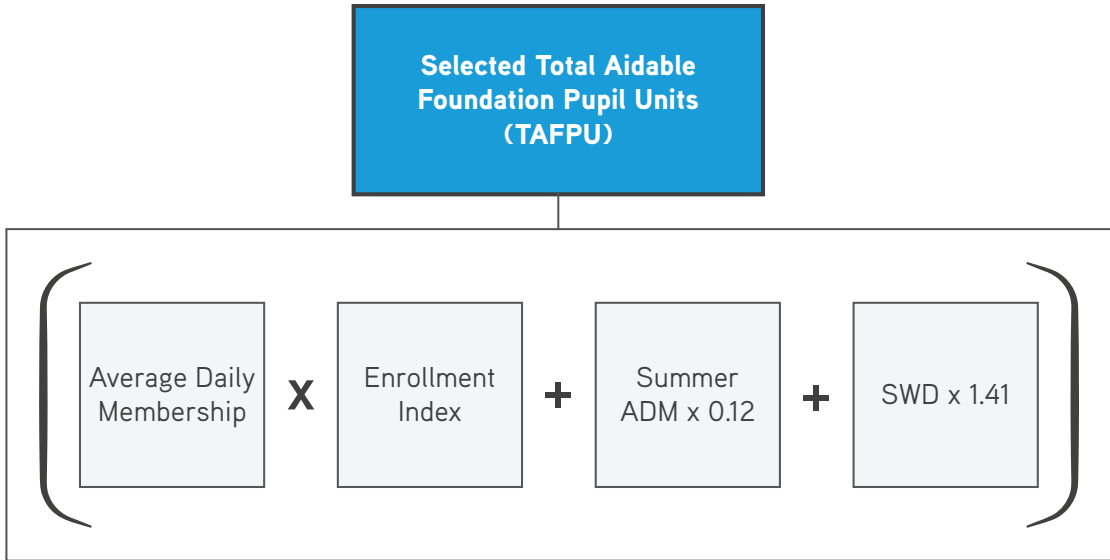 Selected Total Aidable
Foundation Pupil Units
(TAFPU)
Average Daily
Membership
X
Enrollment
Index
+
Summer
ADM x 0.12
+
SWD x 1.41